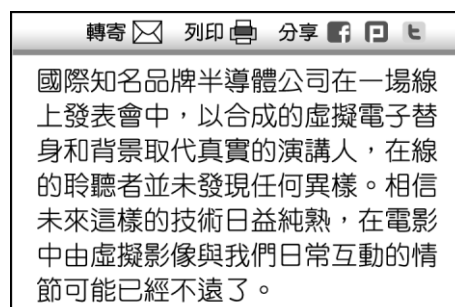 轉寄 列印 分享
國際知名品牌半導體公司在一場線
上發表會中，以合成的虛擬電子替
身和背景取代真實的演講人，在線
的聆聽者並未發現任何異樣。相信
未來這樣的技術日益純熟，在電影
中由虛擬影像與我們日常互動的情
節可能已經不遠了。